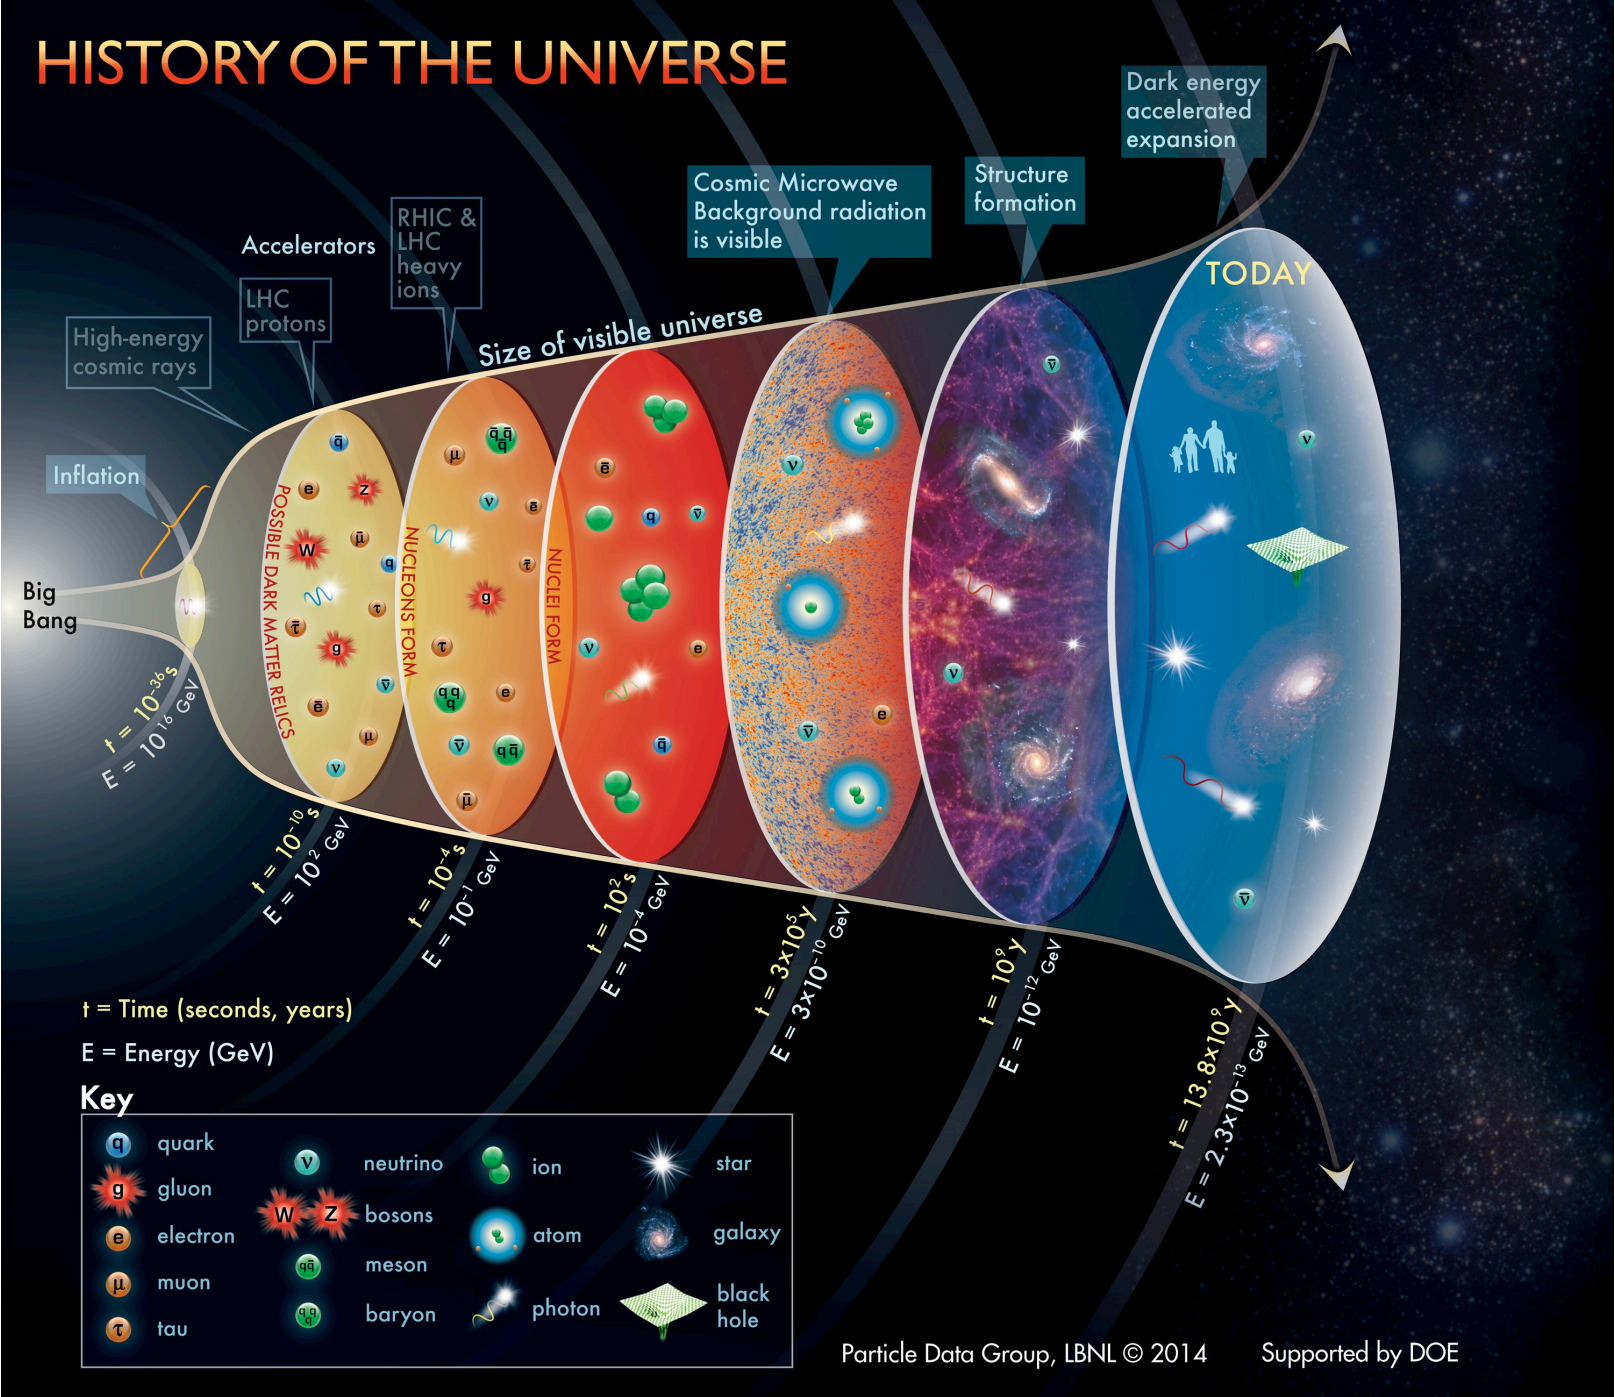 HISTORY OF THE UNIVERSE
Dark energy
accelerated
expansion
Structure
formation
Cosmic Microwave
Background radiation
is visible
RHIC &
LHC
heavy
ions
Accelerators
LHC
protons
High-energy
cosmic rays
Inflation
Size of visible universe
TODAY
Big
Bang
POSSIBLE DARK MATTER RELICS
NUCLEONS FORM
NUCLEI FORM
q̄
e
Z
W
μ̄
q
τ
τ̄
g
ν̄
ē
μ
ν
μ
q̄q̄q̄
ν
ē
τ̄
g
τ
qqq
e
ν̄
qq̄
μ̄
ē
q
ν̄
ν
e
q̄
ν
ν̄
e
ν̄
ν
ν
ν̄
t = 10⁻³⁶s
E = 10¹⁶ GeV
t = 10⁻¹⁰s
E = 10² GeV
t = 10⁻⁴s
E = 10⁻¹ GeV
t = 10²s
E = 10⁻⁴ GeV
t = 3x10⁵y
E = 3x10⁻¹⁰ GeV
t = 10⁹y
E = 10⁻¹² GeV
t = 13.8x10⁹y
E = 2.3x10⁻¹³ GeV
t = Time (seconds, years)
E = Energy (GeV)
Key
q quark
g gluon
e electron
μ muon
τ tau
ν neutrino
W Z bosons
qq̄ meson
qqq baryon
ion
atom
photon
star
galaxy
black
hole
Particle Data Group, LBNL © 2014 Supported by DOE